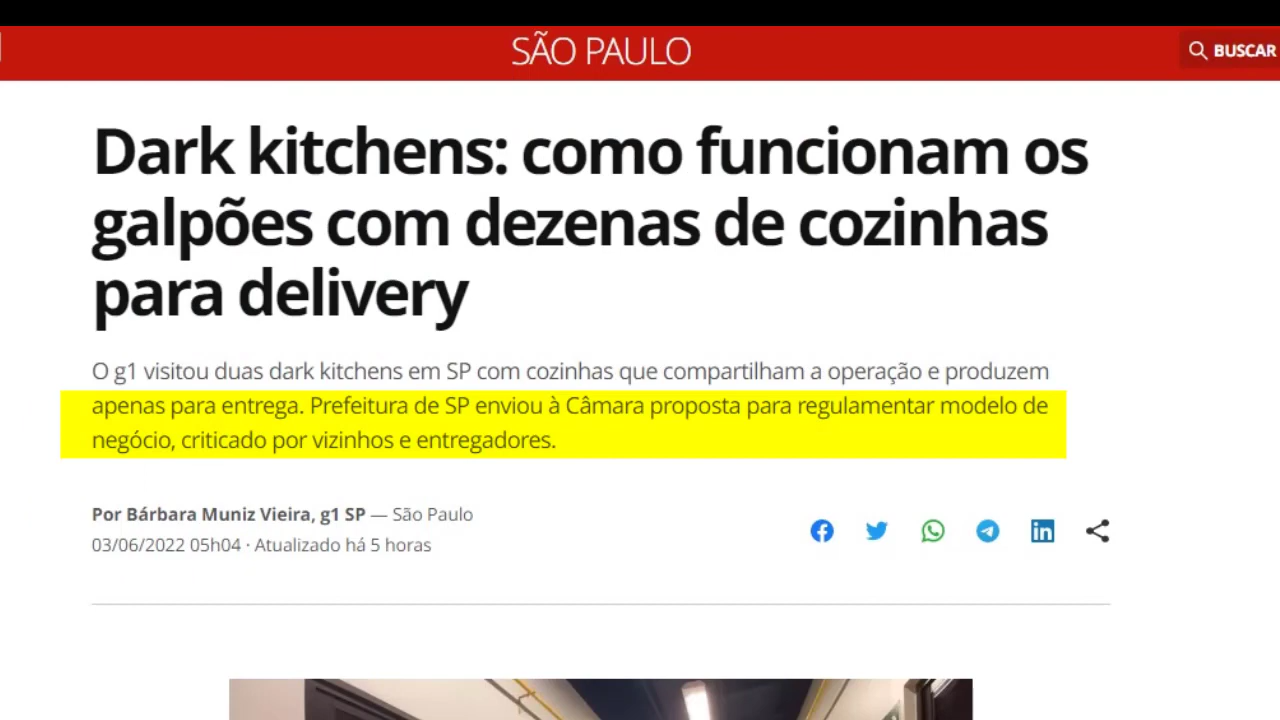 SÃO PAULO
BUSCAR
Dark kitchens: como funcionam os
galpões com dezenas de cozinhas
para delivery
O g1 visitou duas dark kitchens em SP com cozinhas que compartilham a operação e produzem
apenas para entrega. Prefeitura de SP enviou à Câmara proposta para regulamentar modelo de
negócio, criticado por vizinhos e entregadores.
Por Bárbara Muniz Vieira, g1 SP — São Paulo
03/06/2022 05h04 · Atualizado há 5 horas